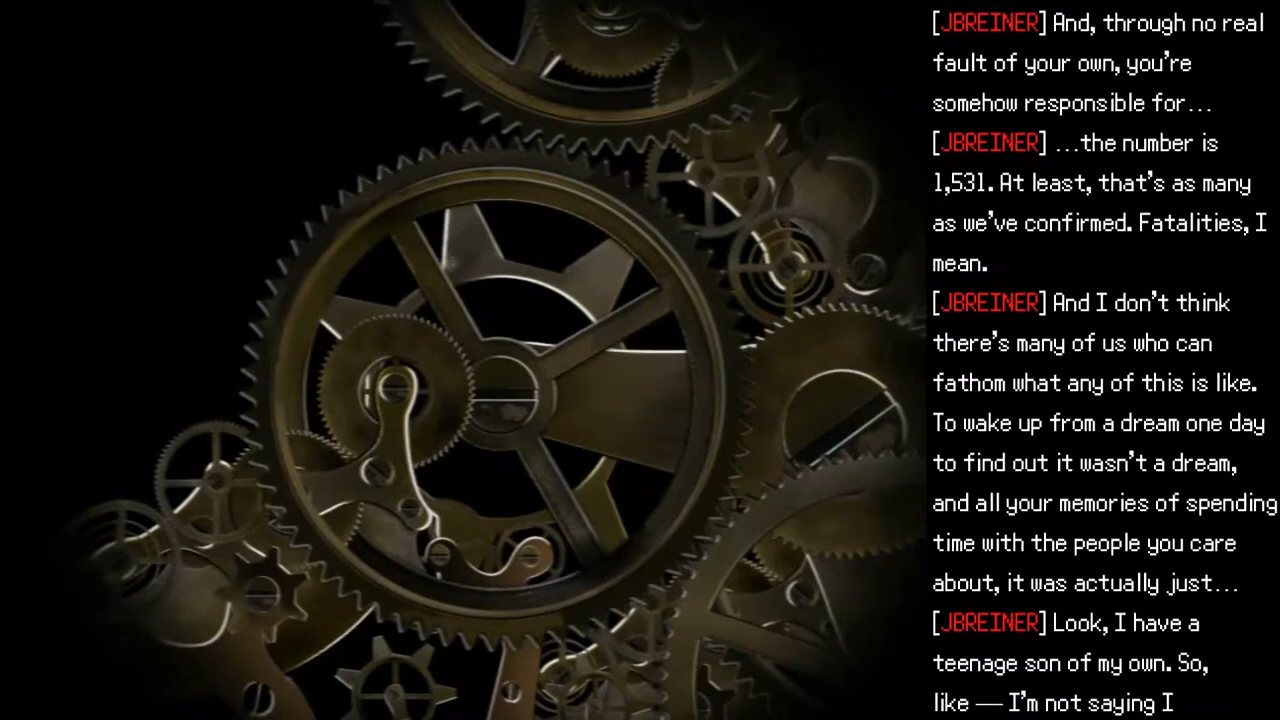 [JBREINER] And, through no real
fault of your own, you're
somehow responsible for...
[JBREINER] ...the number is
1,531. At least, that's as many
as we've confirmed. Fatalities, I
mean.
[JBREINER] And I don't think
there's many of us who can
fathom what any of this is like.
To wake up from a dream one day
to find out it wasn't a dream,
and all your memories of spending
time with the people you care
about, it was actually just...
[JBREINER] Look, I have a
teenage son of my own. So,
like — I'm not saying I